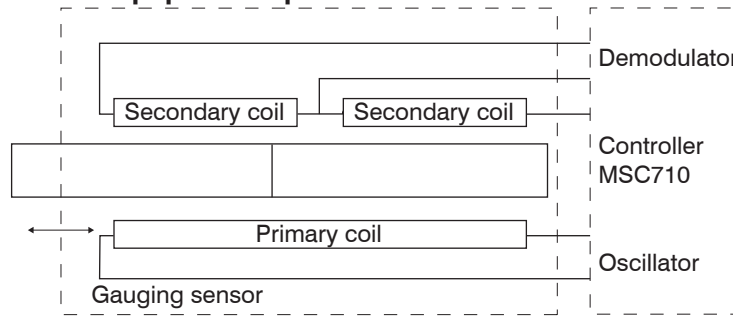 Demodulator
Secondary coil
Secondary coil
Controller
MSC710
Primary coil
Oscillator
Gauging sensor